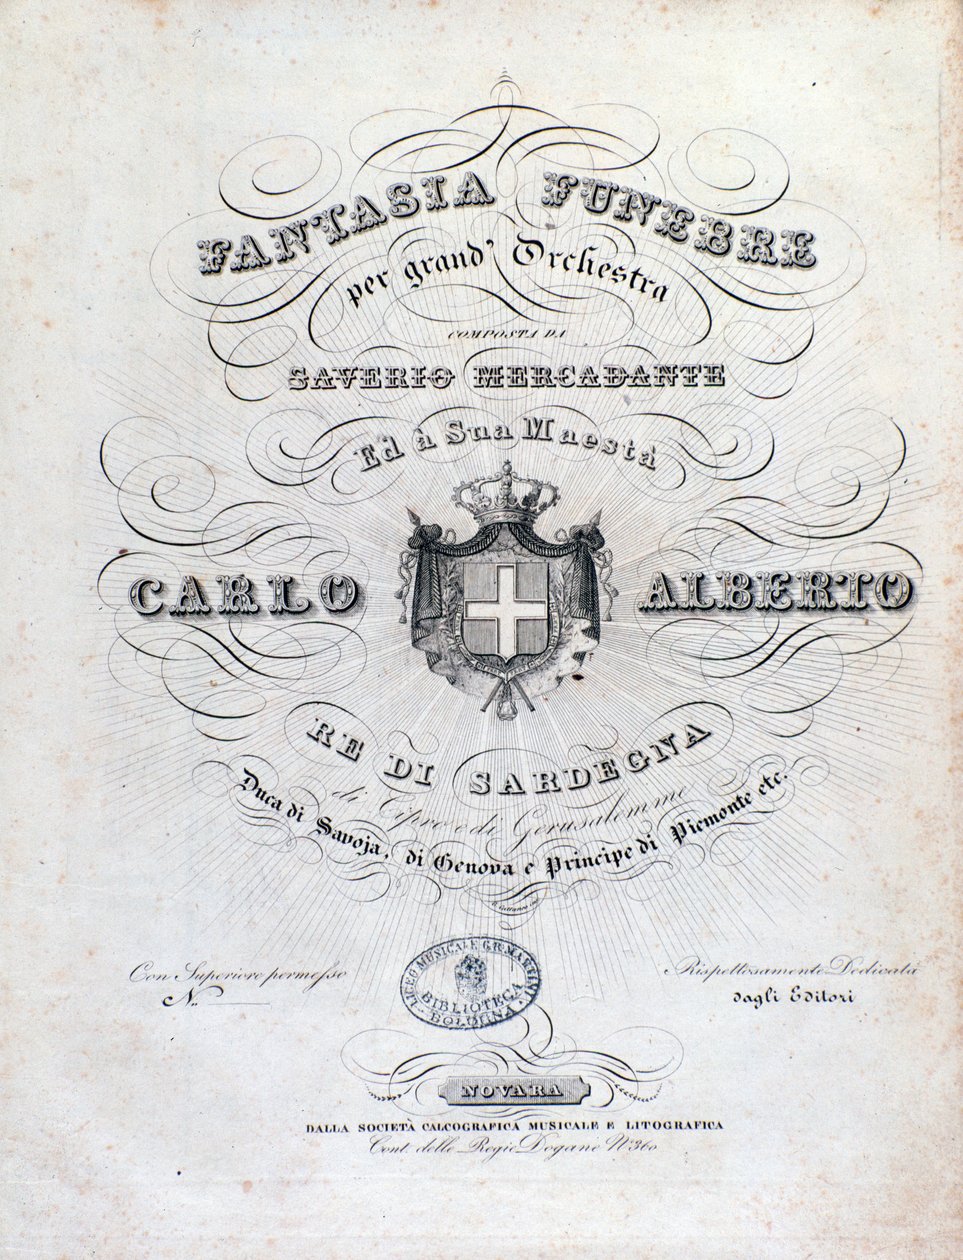 FANTASIA FUNEBRE
per grand' Orchestra
COMPOSTA DA
SAVERIO MERCADANTE
Ed à Sua Maestà
CARLO ALBERTO
RE DI SARDEGNA
di Cipro e di Gerusalemme
Duca di Savoja, di Genova e Principe di Piemonte etc.
Con Superiore permesso
N.º
Rispettosamente Dedicata
dagli Editori
LICEO MUSICALE G.B. MARTINI
BIBLIOTECA
BOLOGNA
NOVARA
DALLA SOCIETÀ CALCOGRAFICA MUSICALE E LITOGRAFICA
Cont. delle Regie Dogane N.º 360